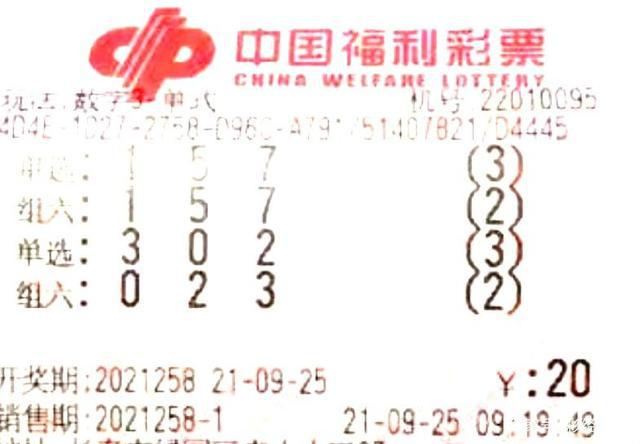 中国福利彩票
CHINA WELFARE LOTTERY
玩法:数字3-单式 机号:22010095
4D4E-1D27-2758-D96C-A791/51407821/D4445
单选:1 5 7 (3)
组六:1 5 7 (2)
单选:3 0 2 (3)
组六:0 2 3 (2)
开奖期:2021258 21-09-25 ¥:20
销售期:2021258-1 21-09-25 09:19:49